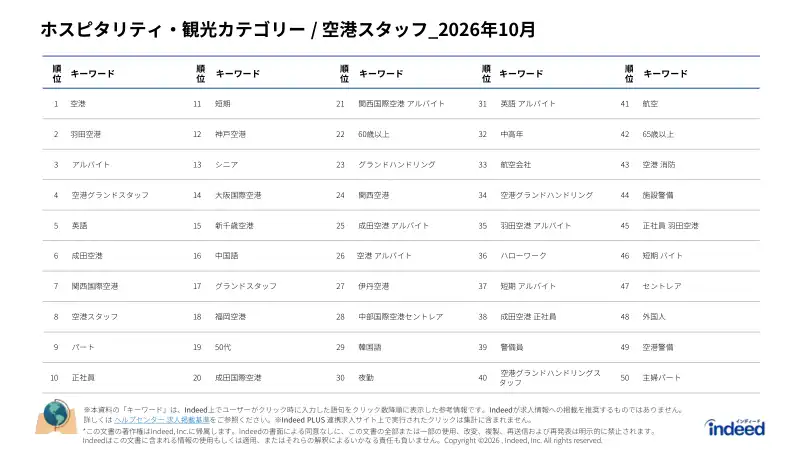 ホスピタリティ・観光カテゴリー / 空港スタッフ_2026年10月
順位 キーワード 順位 キーワード 順位 キーワード 順位 キーワード 順位 キーワード
1 空港 11 短期 21 関西国際空港 アルバイト 31 英語 アルバイト 41 航空
2 羽田空港 12 神戸空港 22 60歳以上 32 中高年 42 65歳以上
3 アルバイト 13 シニア 23 グランドハンドリング 33 航空会社 43 空港 消防
4 空港グランドスタッフ 14 大阪国際空港 24 関西空港 34 空港グランドハンドリング 44 施設警備
5 英語 15 新千歳空港 25 成田空港 アルバイト 35 羽田空港 アルバイト 45 正社員 羽田空港
6 成田空港 16 中国語 26 空港 アルバイト 36 ハローワーク 46 短期 バイト
7 関西国際空港 17 グランドスタッフ 27 伊丹空港 37 短期 アルバイト 47 セントレア
8 空港スタッフ 18 福岡空港 28 中部国際空港セントレア 38 成田空港 正社員 48 外国人
9 パート 19 50代 29 韓国語 39 警備員 49 空港警備
10 正社員 20 成田国際空港 30 夜勤 40 空港グランドハンドリングスタッフ 50 主婦パート
※本資料の「キーワード」は、Indeed上でユーザーがクリック時に入力した語句をクリック数降順に表示した参考情報です。Indeedが求人情報への掲載を推奨するものではありません。
詳しくは ヘルプセンター 求人掲載基準をご参照ください。※Indeed PLUS 連携求人サイト上で実行されたクリックは集計に含まれません。
*この文書の著作権はIndeed, Inc.に帰属します。Indeedの書面による同意なしに、この文書の全部または一部の使用、改変、複製、再送信および再発表は明示的に禁止されます。
Indeedはこの文書に含まれる情報の使用もしくは適用、またはそれらの解釈によるいかなる責任も負いません。Copyright ©2026 , Indeed, Inc. All rights reserved.
インディード
indeed